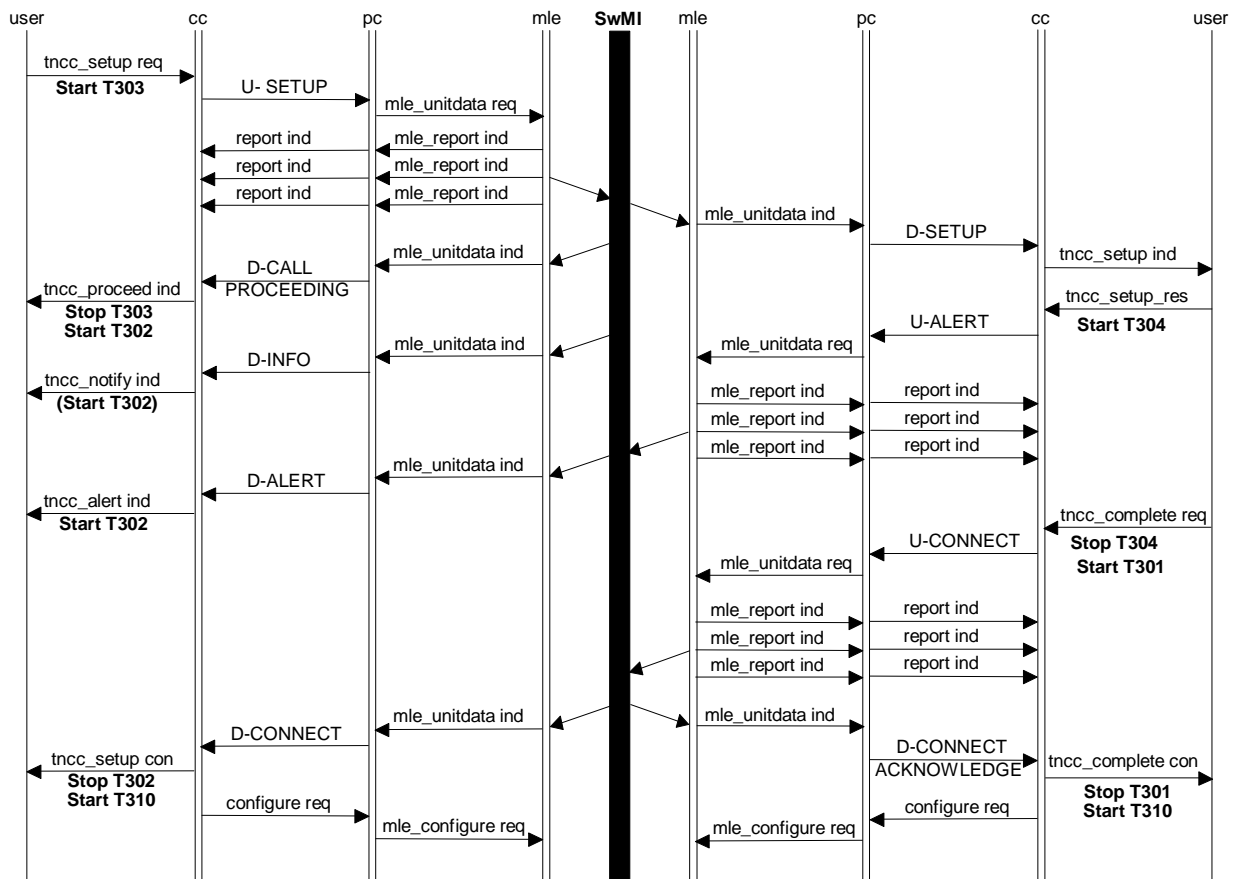 user cc pc mle SwMI mle pc cc user
tncc_setup req
Start T303
U- SETUP
mle_unitdata req
report ind mle_report ind
report ind mle_report ind
report ind mle_report ind
mle_unitdata ind
D-SETUP
mle_unitdata ind
tncc_setup ind
D-CALL
PROCEEDING
tncc_proceed ind
Stop T303
Start T302
tncc_setup_res
Start T304
U-ALERT
mle_unitdata ind
mle_unitdata req
D-INFO
tncc_notify ind
(Start T302)
mle_report ind report ind
mle_report ind report ind
mle_report ind report ind
mle_unitdata ind
D-ALERT
tncc_alert ind
Start T302
tncc_complete req
Stop T304
Start T301
U-CONNECT
mle_unitdata req
mle_report ind report ind
mle_report ind report ind
mle_report ind report ind
mle_unitdata ind
mle_unitdata ind
D-CONNECT
D-CONNECT
ACKNOWLEDGE
tncc_setup con
Stop T302
Start T310
tncc_complete con
Stop T301
Start T310
configure req
configure req
mle_configure req
mle_configure req